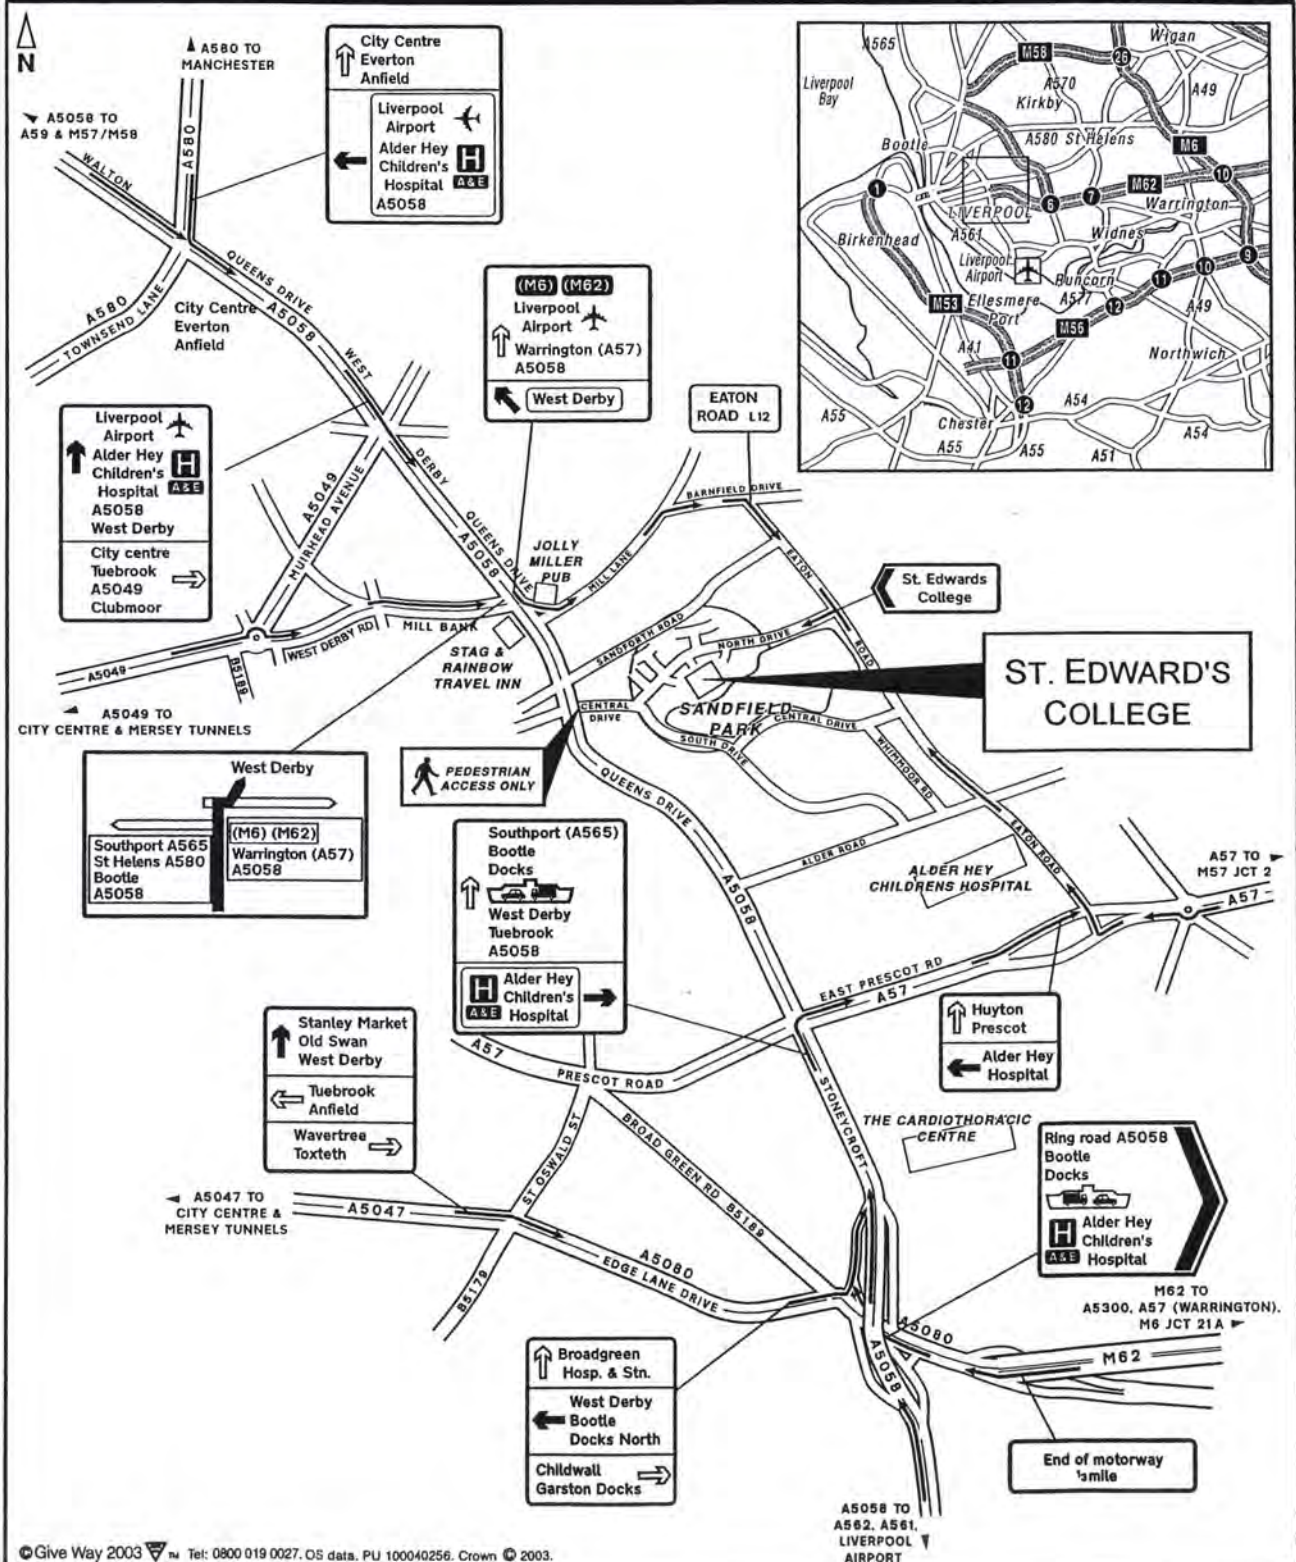 N
A580 TO
MANCHESTER
A5058 TO
A59 & M57/M58
A580
WALTON
City Centre
Everton
Anfield
Liverpool
Airport
Alder Hey
Children's
Hospital
A5058
H
A&E
QUEENS DRIVE
A5058
A580
TOWNSEND LANE
City Centre
Everton
Anfield
WEST
DERBY
(M6) (M62)
Liverpool
Airport
Warrington (A57)
A5058
West Derby
EATON
ROAD L12
A565
Wigan
M58
26
Liverpool
Bay
A570
Kirkby
A49
A580 St Helens
Bootle
M6
1
6
7
M62
10
LIVERPOOL
Warrington
A561
Birkenhead
Widnes
Liverpool
Airport
Runcorn
A577
11
10
9
M53
Ellesmere
Port
12
A49
M56
A41
11
Northwich
12
A55
Chester
A54
A54
A55
A55
A51
Liverpool
Airport
Alder Hey
Children's
Hospital
A5058
West Derby
H
A&E
City centre
Tuebrook
A5049
Clubmoor
A5049
MUIRHEAD AVENUE
QUEENS DRIVE
A5058
JOLLY
MILLER
PUB
MILL LANE
BARNFIELD DRIVE
EATON
ROAD
St. Edwards
College
MILL BANK
WEST DERBY RD
A5049
B5189
STAG &
RAINBOW
TRAVEL INN
SANDFORTH ROAD
NORTH DRIVE
ST. EDWARD'S
COLLEGE
A5049 TO
CITY CENTRE & MERSEY TUNNELS
CENTRAL
DRIVE
SANDFIELD
PARK
CENTRAL DRIVE
SOUTH DRIVE
WHIMMOOR RD
West Derby
Southport A565
St Helens A580
Bootle
A5058
(M6) (M62)
Warrington (A57)
A5058
PEDESTRIAN
ACCESS ONLY
QUEENS DRIVE
A5058
Southport (A565)
Bootle
Docks
West Derby
Tuebrook
A5058
H
A&E
Alder Hey
Children's
Hospital
ALDER ROAD
EATON ROAD
ALDER HEY
CHILDRENS HOSPITAL
A57 TO
M57 JCT 2
A57
EAST PRESCOT RD
A57
Huyton
Prescot
Alder Hey
Hospital
Stanley Market
Old Swan
West Derby
Tuebrook
Anfield
Wavertree
Toxteth
A57
PRESCOT ROAD
STONEYCROFT
THE CARDIOTHORACIC
CENTRE
Ring road A5058
Bootle
Docks
H
A&E
Alder Hey
Children's
Hospital
ST OSWALD ST
BROAD GREEN RD B5189
A5047 TO
CITY CENTRE &
MERSEY TUNNELS
A5047
B5179
A5080
EDGE LANE DRIVE
M62 TO
A5300, A57 (WARRINGTON),
M6 JCT 21A
A5080
M62
A5058
Broadgreen
Hosp. & Stn.
West Derby
Bootle
Docks North
Childwall
Garston Docks
End of motorway
⅓mile
A5058 TO
A562, A561,
LIVERPOOL
AIRPORT
©Give Way 2003 TM Tel: 0800 019 0027. OS data. PU 100040256. Crown © 2003.